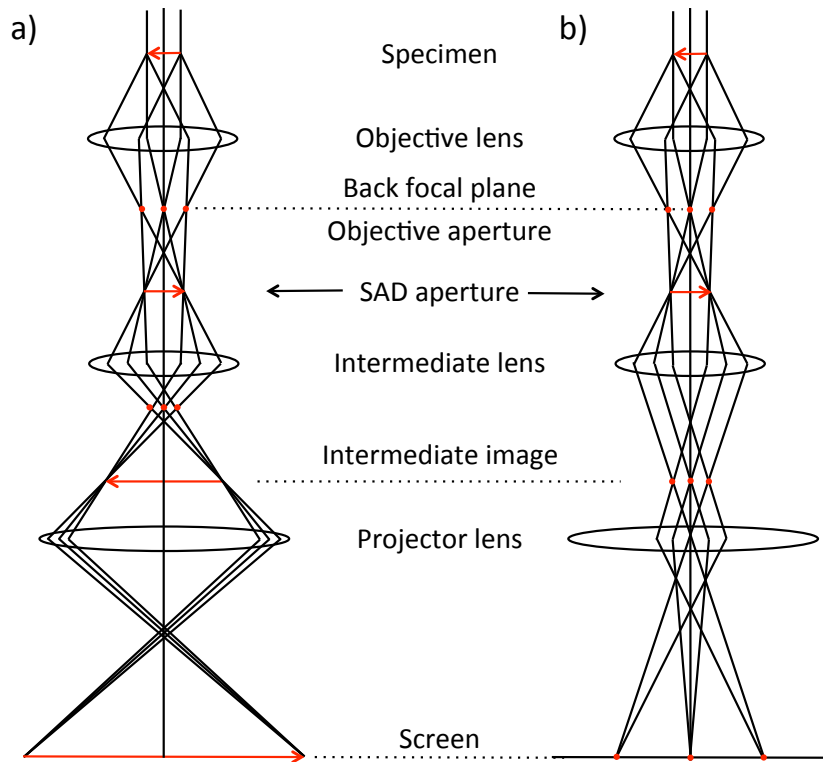 a)
b)
Specimen
Objective lens
Back focal plane
Objective aperture
SAD aperture
Intermediate lens
Intermediate image
Projector lens
Screen